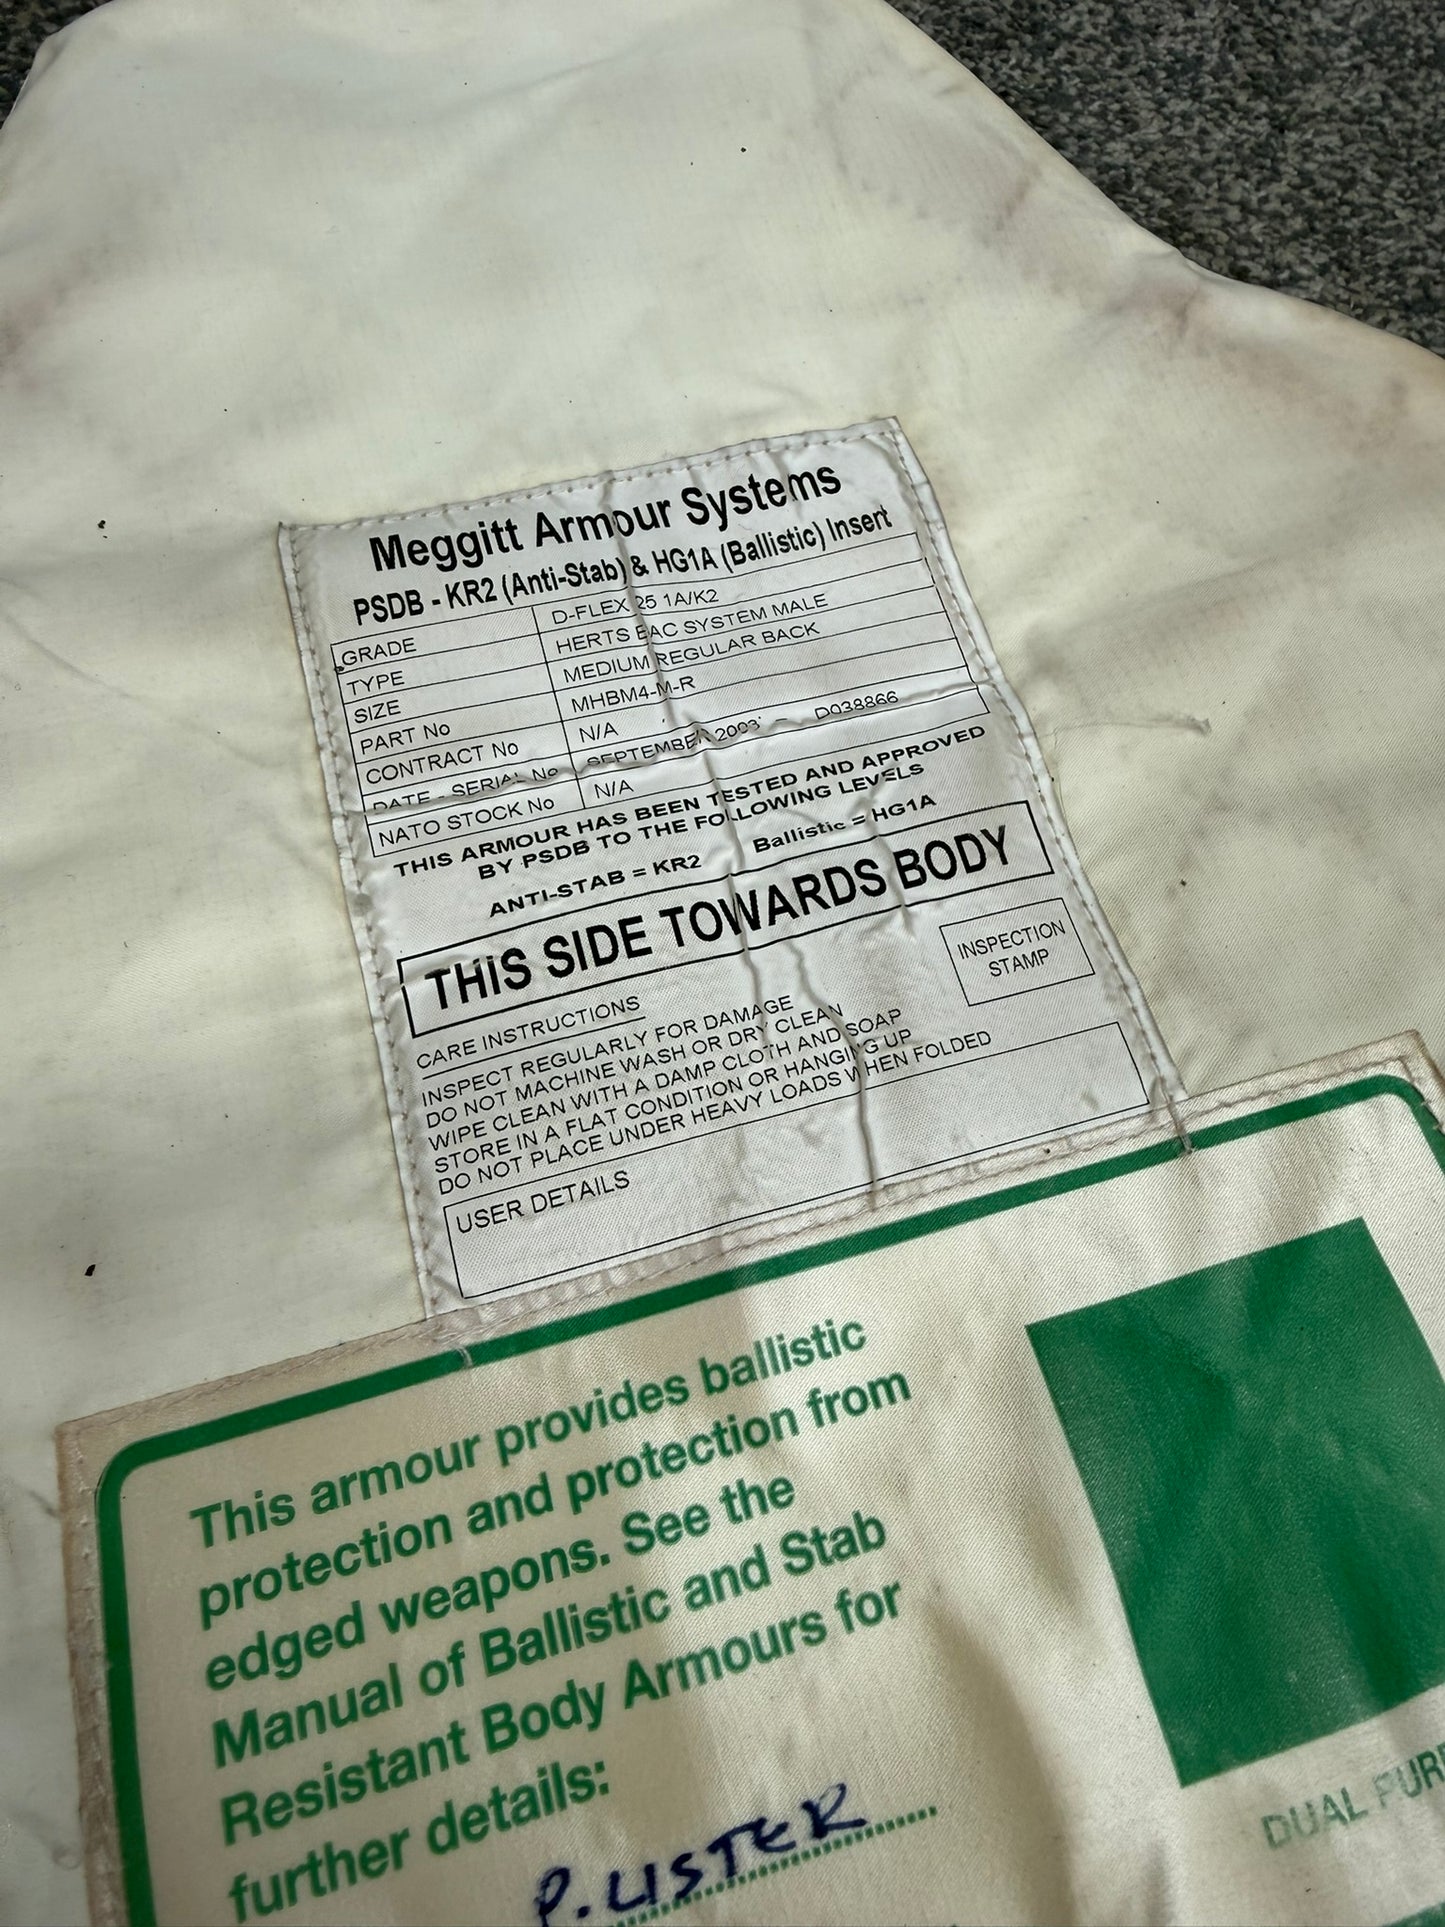 Meggitt Armour Systems
PSDB - KR2 (Anti-Stab) & HG1A (Ballistic) Insert
GRADE D-FLEX 25 1A/K2
TYPE HERTS BAC SYSTEM MALE
SIZE MEDIUM REGULAR BACK
PART No MHBM4-M-R
CONTRACT No N/A
DATE - SERIAL No SEPTEMBER 2003 - D038866
NATO STOCK No N/A
THIS ARMOUR HAS BEEN TESTED AND APPROVED
BY PSDB TO THE FOLLOWING LEVELS
ANTI-STAB = KR2 Ballistic = HG1A
THIS SIDE TOWARDS BODY
INSPECTION
STAMP
CARE INSTRUCTIONS
INSPECT REGULARLY FOR DAMAGE
DO NOT MACHINE WASH OR DRY CLEAN
WIPE CLEAN WITH A DAMP CLOTH AND SOAP
STORE IN A FLAT CONDITION OR HANGING UP
DO NOT PLACE UNDER HEAVY LOADS WHEN FOLDED
USER DETAILS
This armour provides ballistic
protection and protection from
edged weapons. See the
Manual of Ballistic and Stab
Resistant Body Armours for
further details:
P. LISTER
DUAL PUR